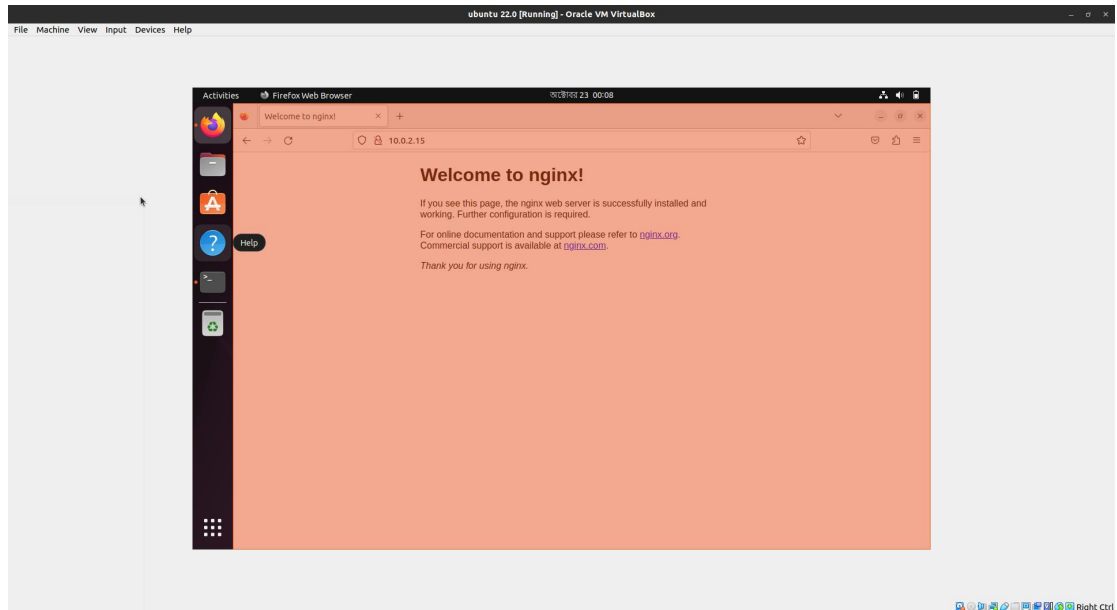 ubuntu 22.0 [Running] - Oracle VM VirtualBox
File Machine View Input Devices Help
Activities Firefox Web Browser অক্টোবর 23 00:08
Welcome to nginx!
10.0.2.15
Welcome to nginx!
If you see this page, the nginx web server is successfully installed and
working. Further configuration is required.
For online documentation and support please refer to nginx.org.
Commercial support is available at nginx.com.
Thank you for using nginx.
Help
Right Ctrl